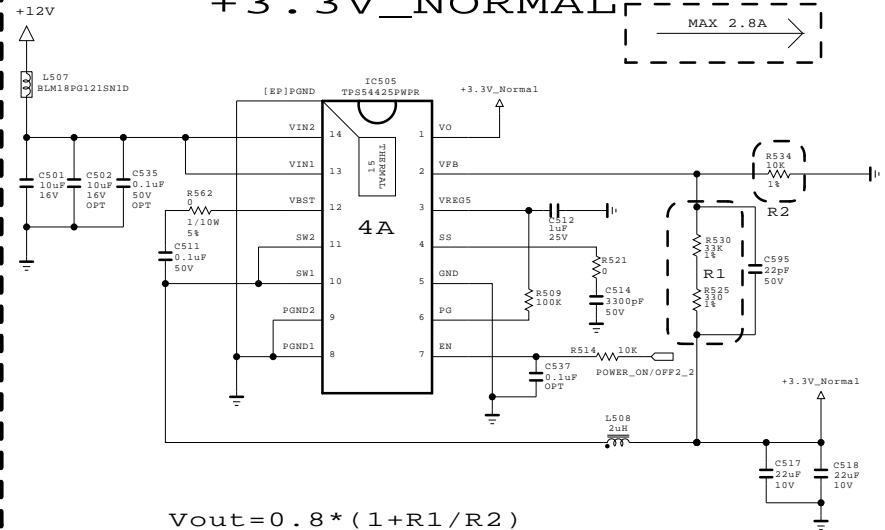 +3.3V_NORMAL
MAX 2.8A
+12V
L507
BLM18PG121SN1D
IC505
TPS54425PWPR
[EP]PGND
+3.3V_Normal
VIN2
14
1
VO
THERMAL
15
VIN1
13
2
VFB
R534
10K
1%
R2
C501
10uF
16V
C502
10uF
16V
OPT
C535
0.1uF
50V
OPT
R562
0
1/10W
5%
VBST
12
3
VREG5
C512
1uF
25V
4A
SW2
11
4
SS
R530
33K
1%
R1
R525
330
1%
C595
22pF
50V
C511
0.1uF
50V
R521
0
SW1
10
5
GND
R509
100K
C514
3300pF
50V
PGND2
9
6
PG
PGND1
8
7
EN
R514
10K
POWER_ON/OFF2_2
C537
0.1uF
OPT
+3.3V_Normal
L508
2uH
C517
22uF
10V
C518
22uF
10V
Vout=0.8*(1+R1/R2)